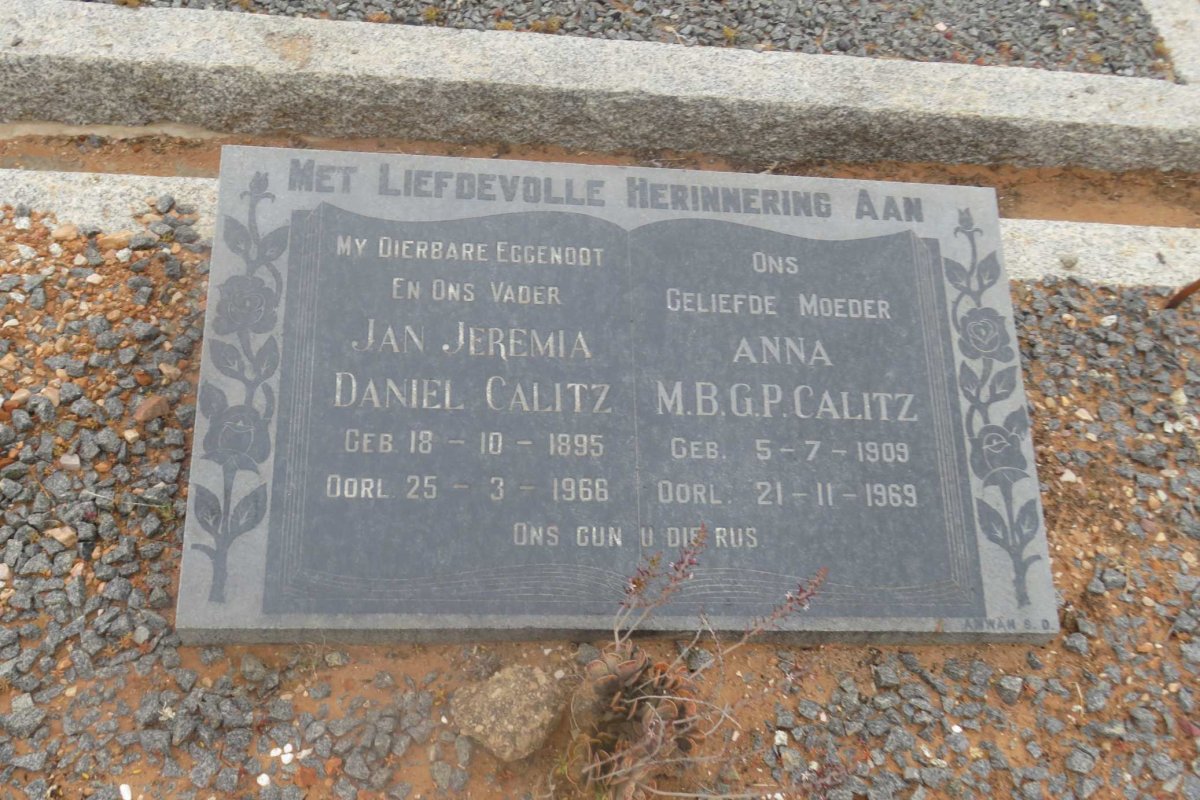 MET LIEFDEVOLLE HERINNERING AAN
MY DIERBARE EGGENOOT
EN ONS VADER
JAN JEREMIA
DANIEL CALITZ
GEB. 18 - 10 - 1895
OORL. 25 - 3 - 1966
ONS
GELIEFDE MOEDER
ANNA
M.B.G.P. CALITZ
GEB. 5 - 7 - 1909
OORL. 21 - 11 - 1969
ONS GUN U DIE RUS